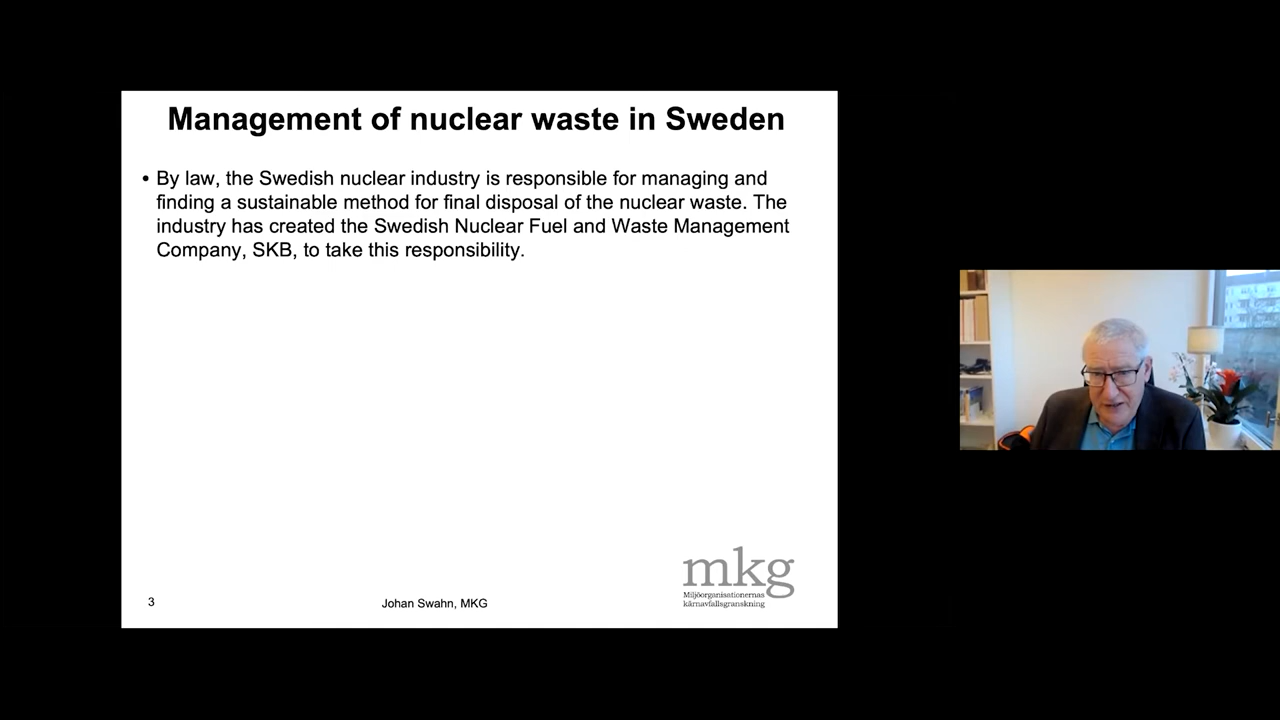 Management of nuclear waste in Sweden
• By law, the Swedish nuclear industry is responsible for managing and
finding a sustainable method for final disposal of the nuclear waste. The
industry has created the Swedish Nuclear Fuel and Waste Management
Company, SKB, to take this responsibility.
3
Johan Swahn, MKG
mkg
Miljöorganisationernas
kärnavfallsgranskning